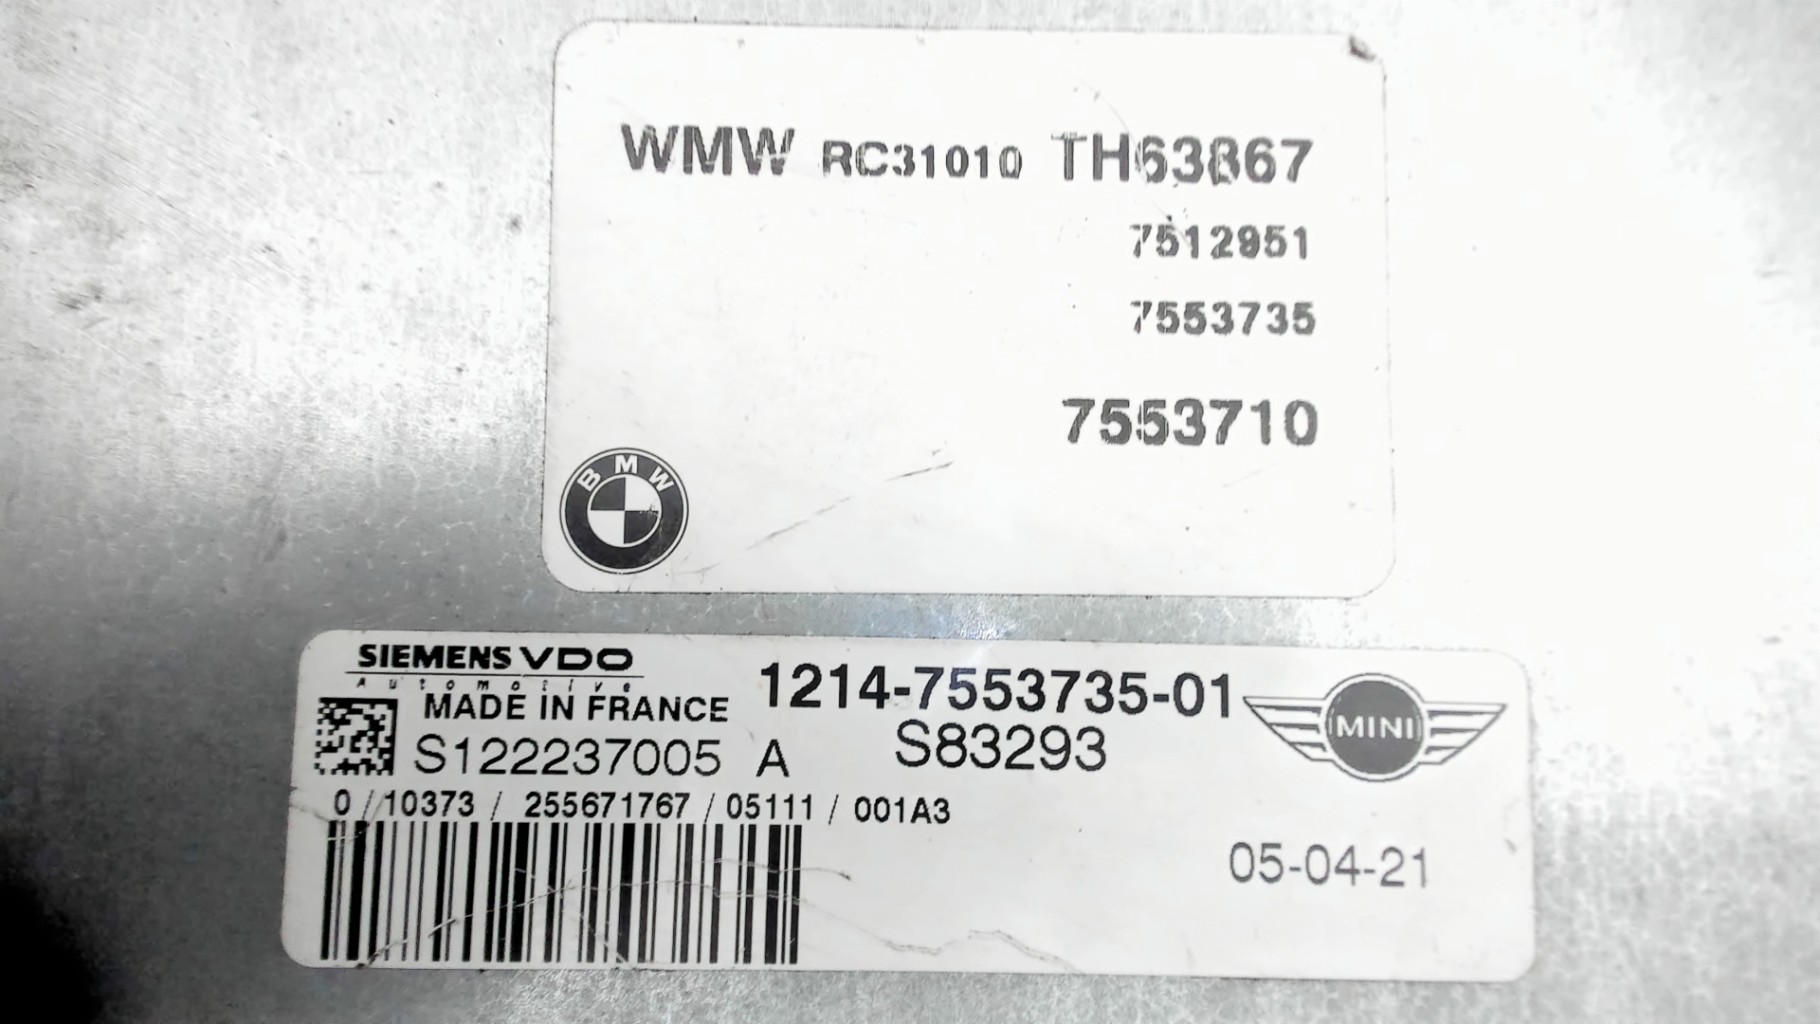 WMW RC31010 TH63867
7512951
7553735
7553710
BMW
SIEMENS VDO
Automotive
MADE IN FRANCE
1214-7553735-01
S122237005 A
S83293
MINI
0 / 10373 / 255671767 / 05111 / 001A3
05-04-21